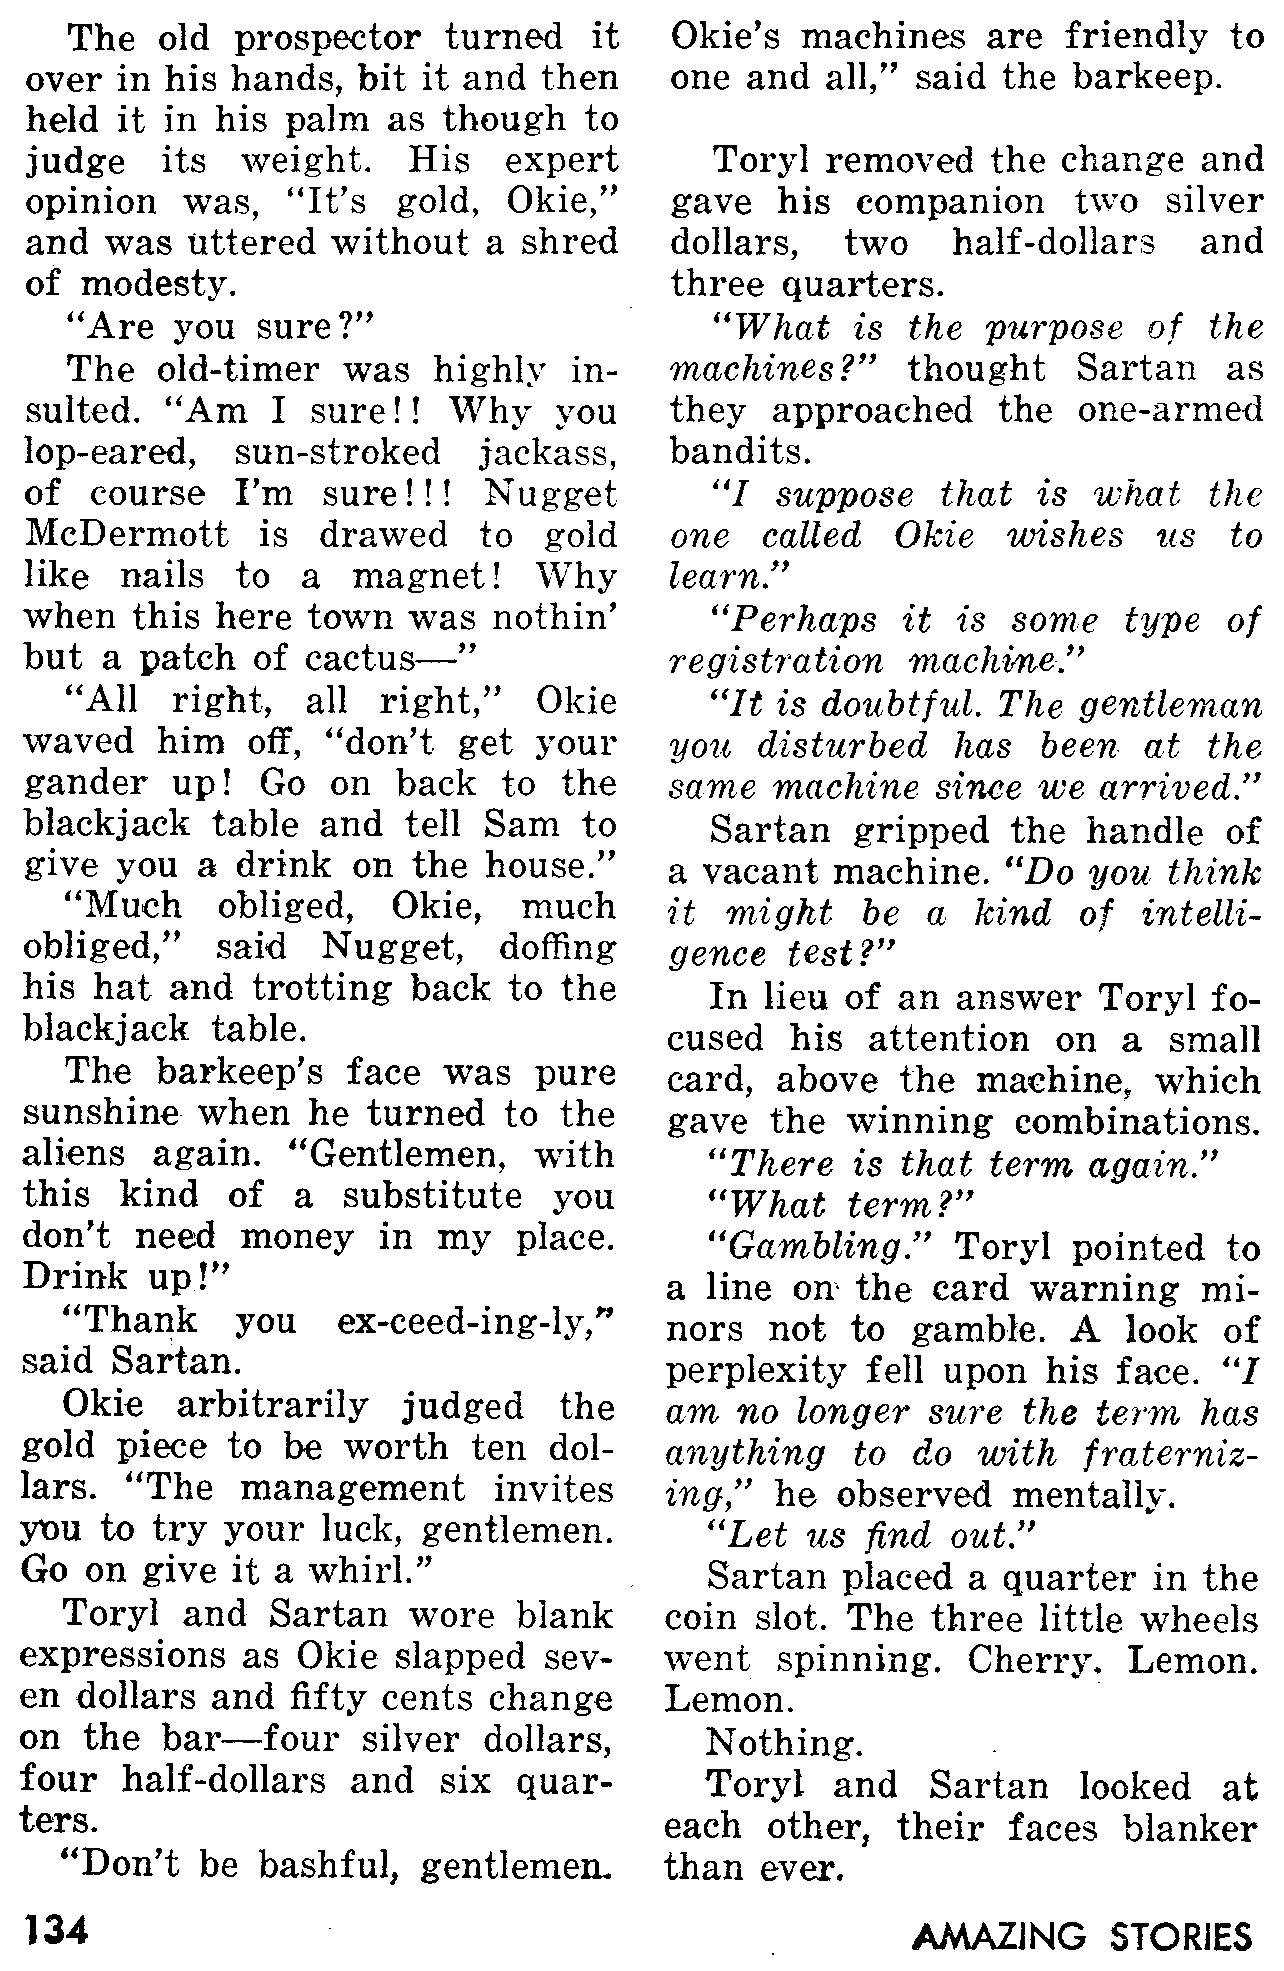 The old prospector turned it
over in his hands, bit it and then
held it in his palm as though to
judge its weight. His expert
opinion was, “It’s gold, Okie,”
and was uttered without a shred
of modesty.
“Are you sure?”
The old-timer was highly in-
sulted. “Am I sure!! Why you
lop-eared, sun-stroked jackass,
of course I’m sure!!! Nugget
McDermott is drawed to gold
like nails to a magnet! Why
when this here town was nothin’
but a patch of cactus—”
“All right, all right,” Okie
waved him off, “don’t get your
gander up! Go on back to the
blackjack table and tell Sam to
give you a drink on the house.”
“Much obliged, Okie, much
obliged,” said Nugget, doffing
his hat and trotting back to the
blackjack table.
The barkeep’s face was pure
sunshine when he turned to the
aliens again. “Gentlemen, with
this kind of a substitute you
don’t need money in my place.
Drink up!”
“Thank you ex-ceed-ing-ly,”
said Sartan.
Okie arbitrarily judged the
gold piece to be worth ten dol-
lars. “The management invites
you to try your luck, gentlemen.
Go on give it a whirl.”
Toryl and Sartan wore blank
expressions as Okie slapped sev-
en dollars and fifty cents change
on the bar—four silver dollars,
four half-dollars and six quar-
ters.
“Don’t be bashful, gentlemen.
Okie’s machines are friendly to
one and all,” said the barkeep.
Toryl removed the change and
gave his companion two silver
dollars, two half-dollars and
three quarters.
“What is the purpose of the
machines?” thought Sartan as
they approached the one-armed
bandits.
“I suppose that is what the
one called Okie wishes us to
learn.”
“Perhaps it is some type of
registration machine.”
“It is doubtful. The gentleman
you disturbed has been at the
same machine since we arrived.”
Sartan gripped the handle of
a vacant machine. “Do you think
it might be a kind of intelli-
gence test?”
In lieu of an answer Toryl fo-
cused his attention on a small
card, above the machine, which
gave the winning combinations.
“There is that term again.”
“What term?”
“Gambling.” Toryl pointed to
a line on the card warning mi-
nors not to gamble. A look of
perplexity fell upon his face. “I
am no longer sure the term has
anything to do with fraterniz-
ing,” he observed mentally.
“Let us find out.”
Sartan placed a quarter in the
coin slot. The three little wheels
went spinning. Cherry. Lemon.
Lemon.
Nothing.
Toryl and Sartan looked at
each other, their faces blanker
than ever.
134
AMAZING STORIES